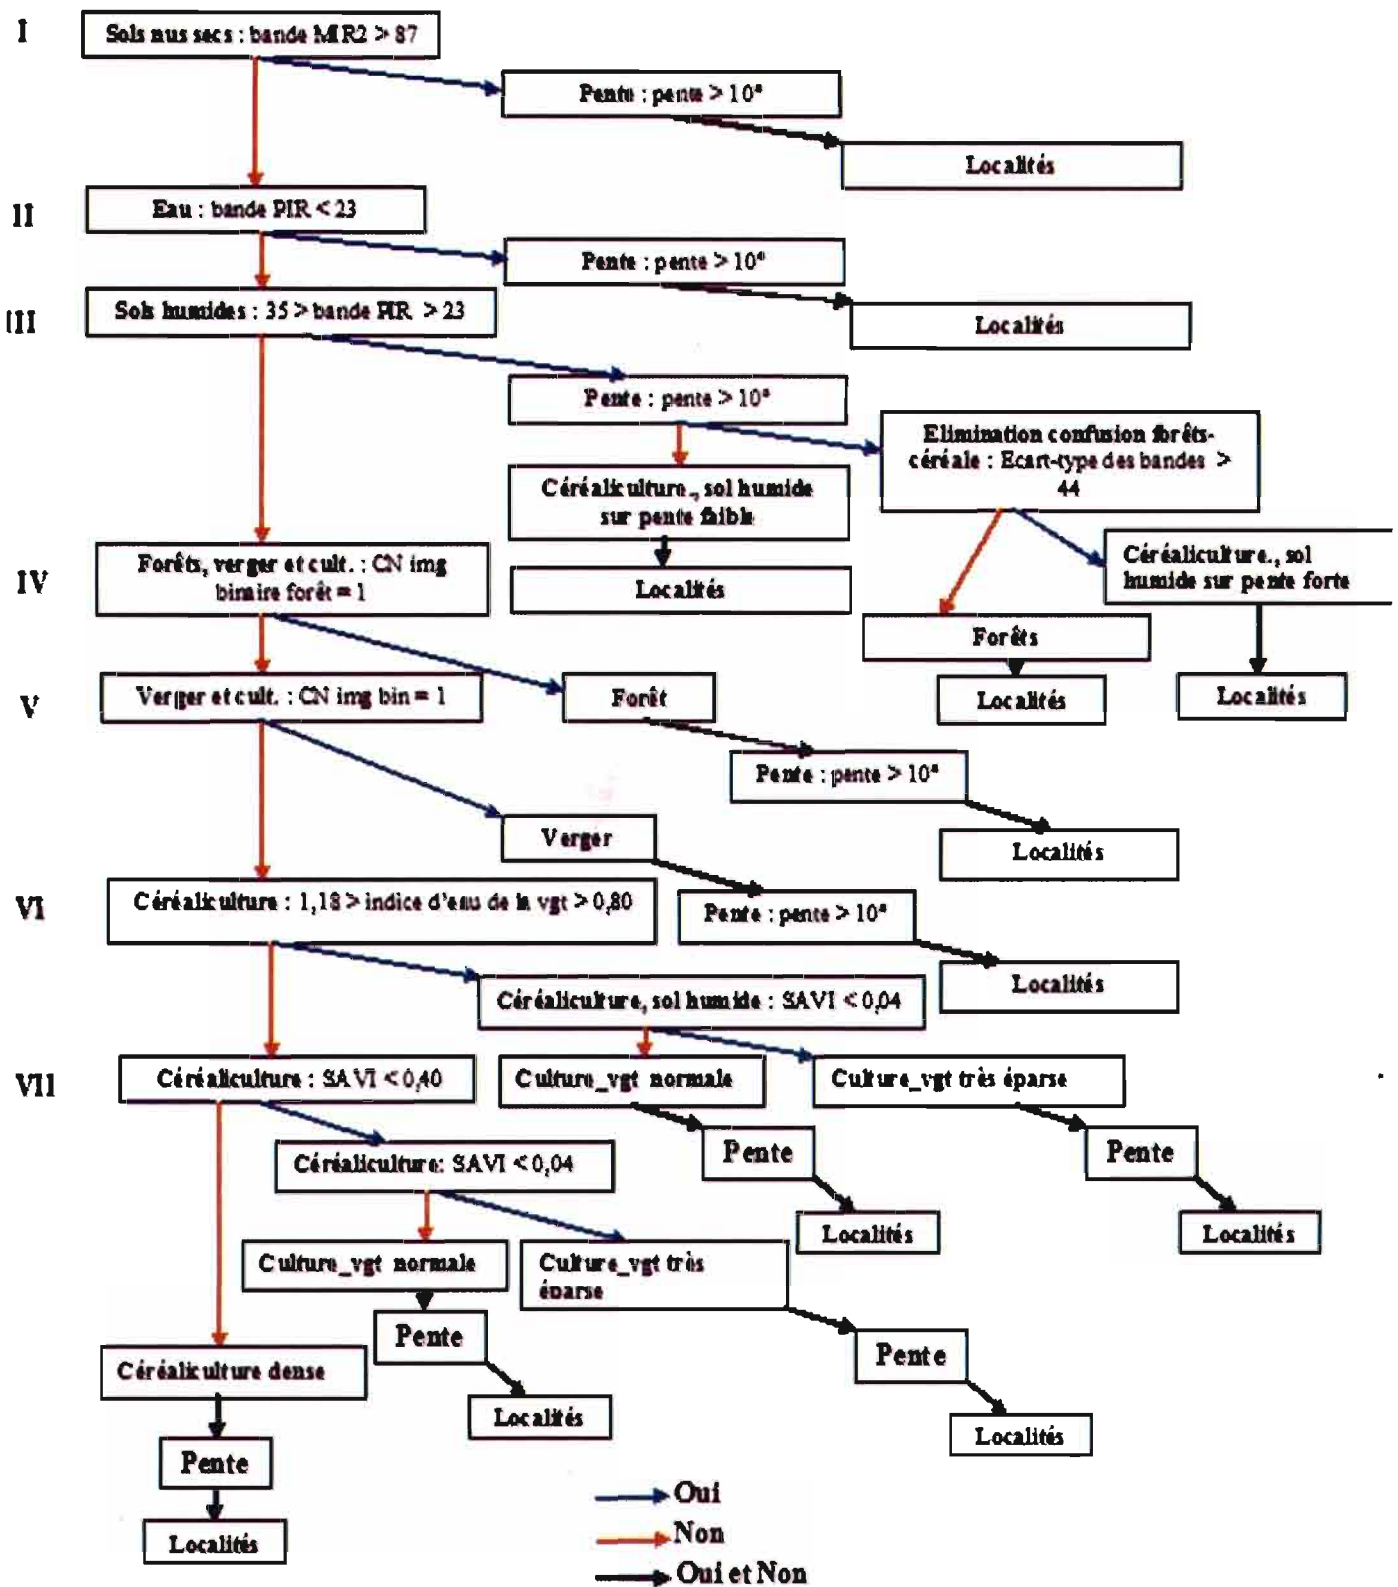 I
Sols nus secs : bande MIR2 > 87
Pente : pente > 10°
Localités
II
Eau : bande PIR < 23
Pente : pente > 10°
Localités
III
Sols humides : 35 > bande PIR > 23
Pente : pente > 10°
Elimination confusion forêts-
céréale : Ecart-type des bandes >
44
Céréaliculture., sol humide
sur pente faible
Céréaliculture., sol
humide sur pente forte
IV
Forêts, verger et cult. : CN img
binaire forêt = 1
Localités
Forêts
Localités
Localités
V
Verger et cult. : CN img bin = 1
Forêt
Pente : pente > 10°
Localités
Verger
VI
Céréaliculture : 1,18 > indice d'eau de la vgt > 0,80
Pente : pente > 10°
Localités
Céréaliculture, sol humide : SAVI < 0,04
VII
Céréaliculture : SAVI < 0,40
Culture_vgt normale
Culture_vgt très éparse
Céréaliculture: SAVI < 0,04
Pente
Pente
Localités
Localités
Culture_vgt normale
Culture_vgt très
éparse
Pente
Pente
Céréaliculture dense
Localités
Localités
Pente
Localités
Oui
Non
Oui et Non